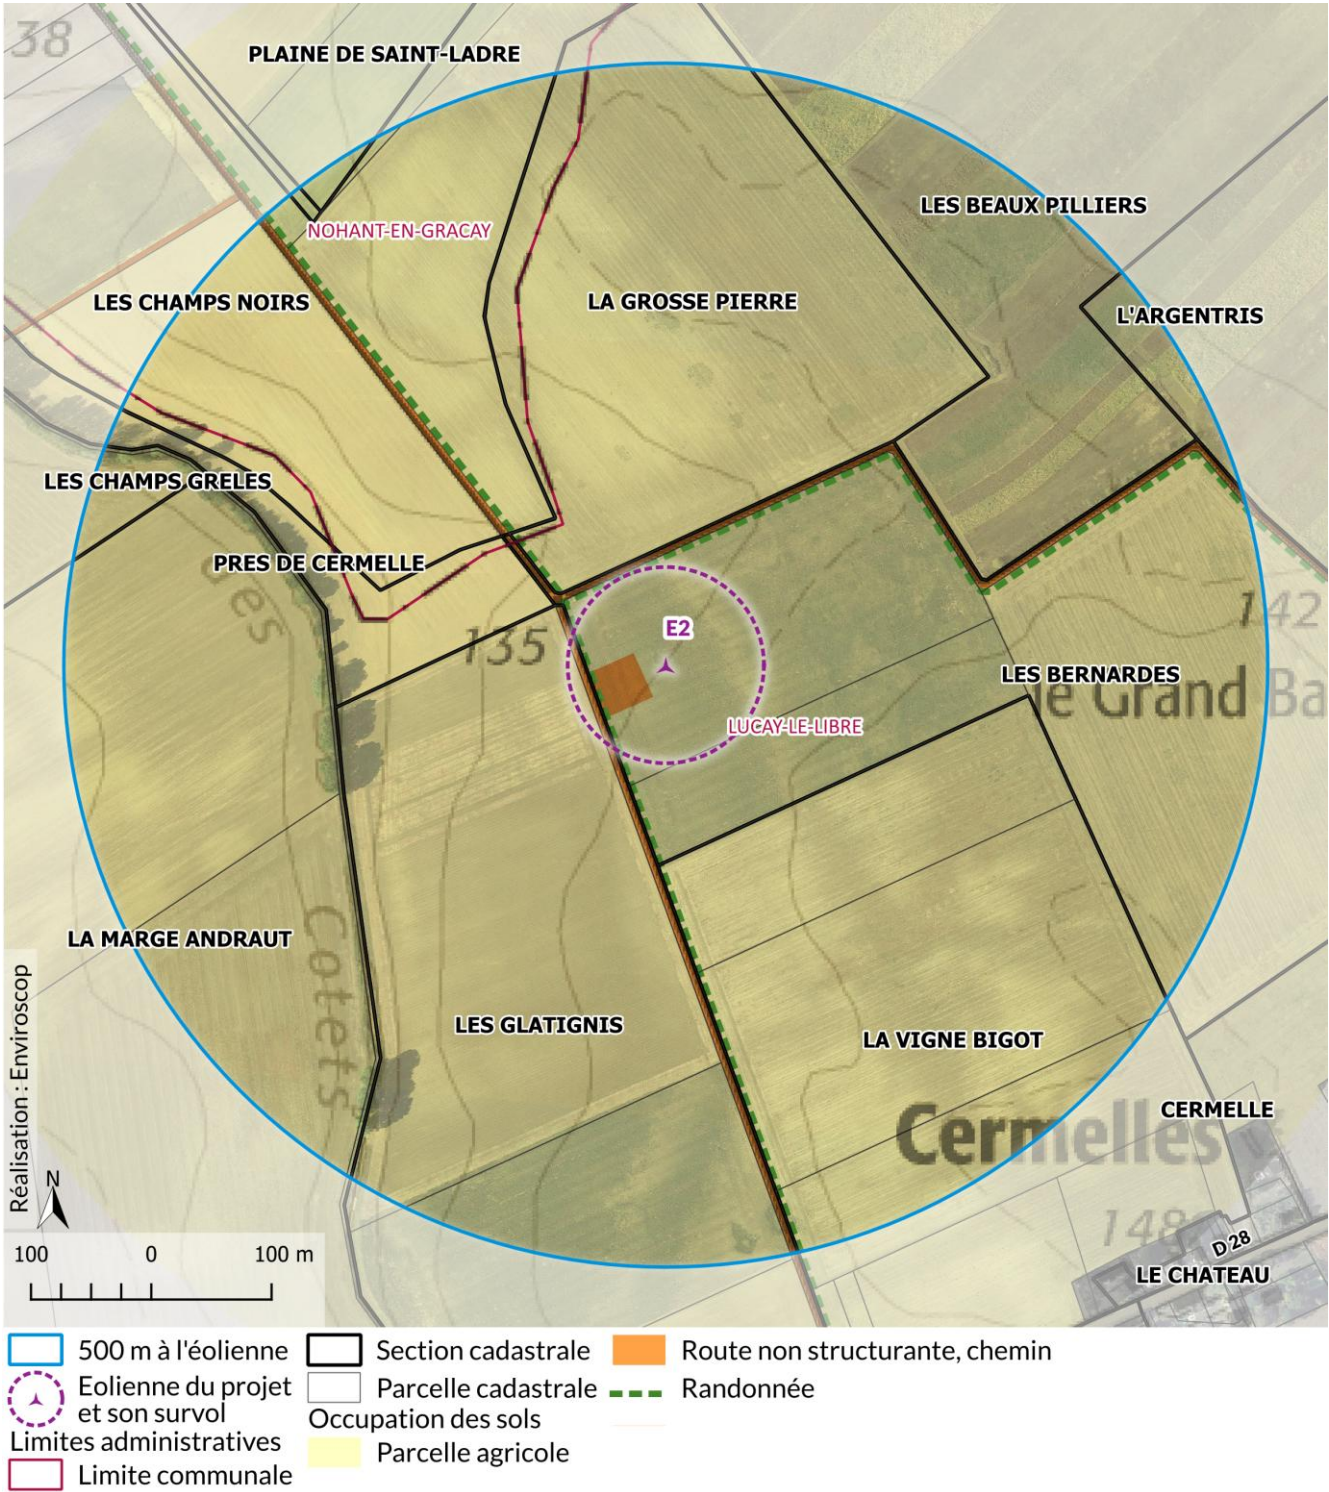 38
PLAINE DE SAINT-LADRE
LES BEAUX PILLIERS
NOHANT-EN-GRACAY
LES CHAMPS NOIRS
LA GROSSE PIERRE
L'ARGENTRIS
LES CHAMPS GRELES
PRES DE CERMELLE
des
142
E2
135
LES BERNARDES
le Grand Ba
LUCAY-LE-LIBRE
LA MARGE ANDRAUT
Cotets
LES GLATIGNIS
LA VIGNE BIGOT
CERMELLE
Cermelles
Réalisation : Enviroscop
N
148
D 28
LE CHATEAU
100 0 100 m
500 m à l'éolienne
Eolienne du projet
et son survol
Limites administratives
Limite communale
Section cadastrale
Parcelle cadastrale
Occupation des sols
Parcelle agricole
Route non structurante, chemin
Randonnée